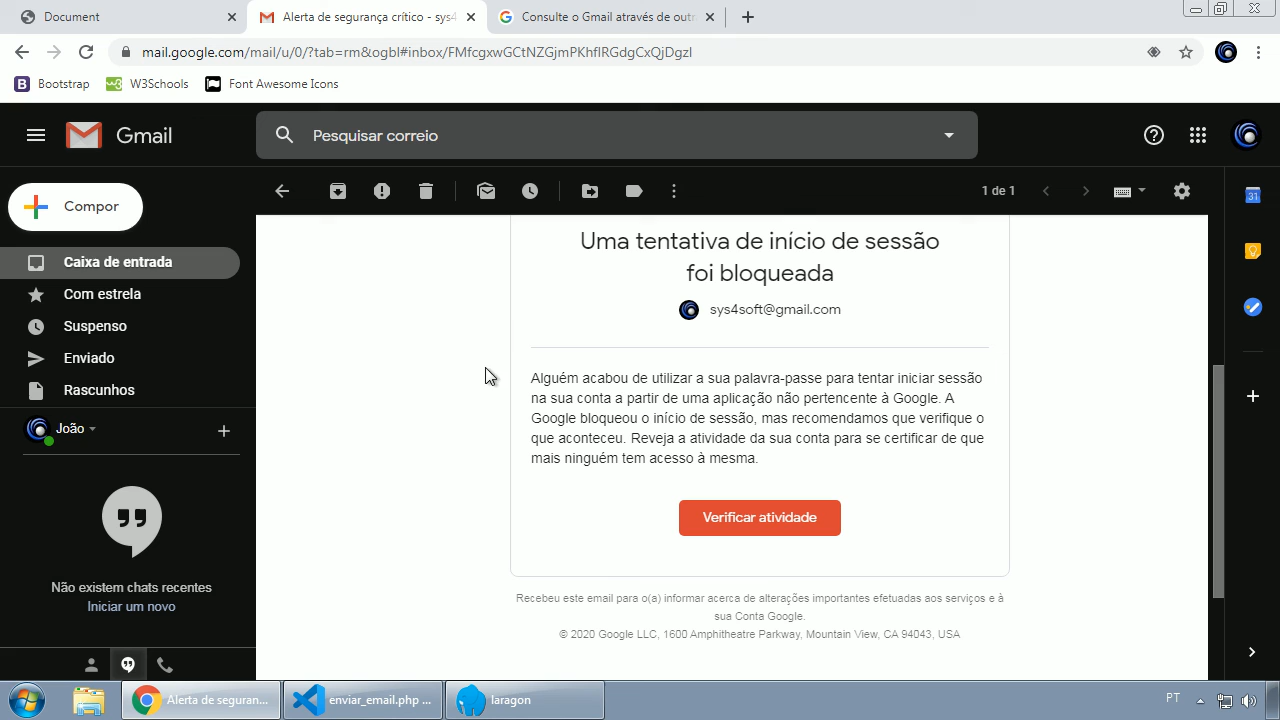 Document
Alerta de segurança crítico - sys4
Consulte o Gmail através de outr
mail.google.com/mail/u/0/?tab=rm&ogbl#inbox/FMfcgxwGCtNZGjmPKhflRGdgCxQjDgzl
Bootstrap
W3Schools
Font Awesome Icons
Gmail
Pesquisar correio
Compor
1 de 1
Caixa de entrada
Com estrela
Suspenso
Enviado
Rascunhos
João
Não existem chats recentes
Iniciar um novo
Uma tentativa de início de sessão
foi bloqueada
sys4soft@gmail.com
Alguém acabou de utilizar a sua palavra-passe para tentar iniciar sessão
na sua conta a partir de uma aplicação não pertencente à Google. A
Google bloqueou o início de sessão, mas recomendamos que verifique o
que aconteceu. Reveja a atividade da sua conta para se certificar de que
mais ninguém tem acesso à mesma.
Verificar atividade
Recebeu este email para o(a) informar acerca de alterações importantes efetuadas aos serviços e à
sua Conta Google.
© 2020 Google LLC, 1600 Amphitheatre Parkway, Mountain View, CA 94043, USA
31
Alerta de seguran...
enviar_email.php ...
laragon
PT